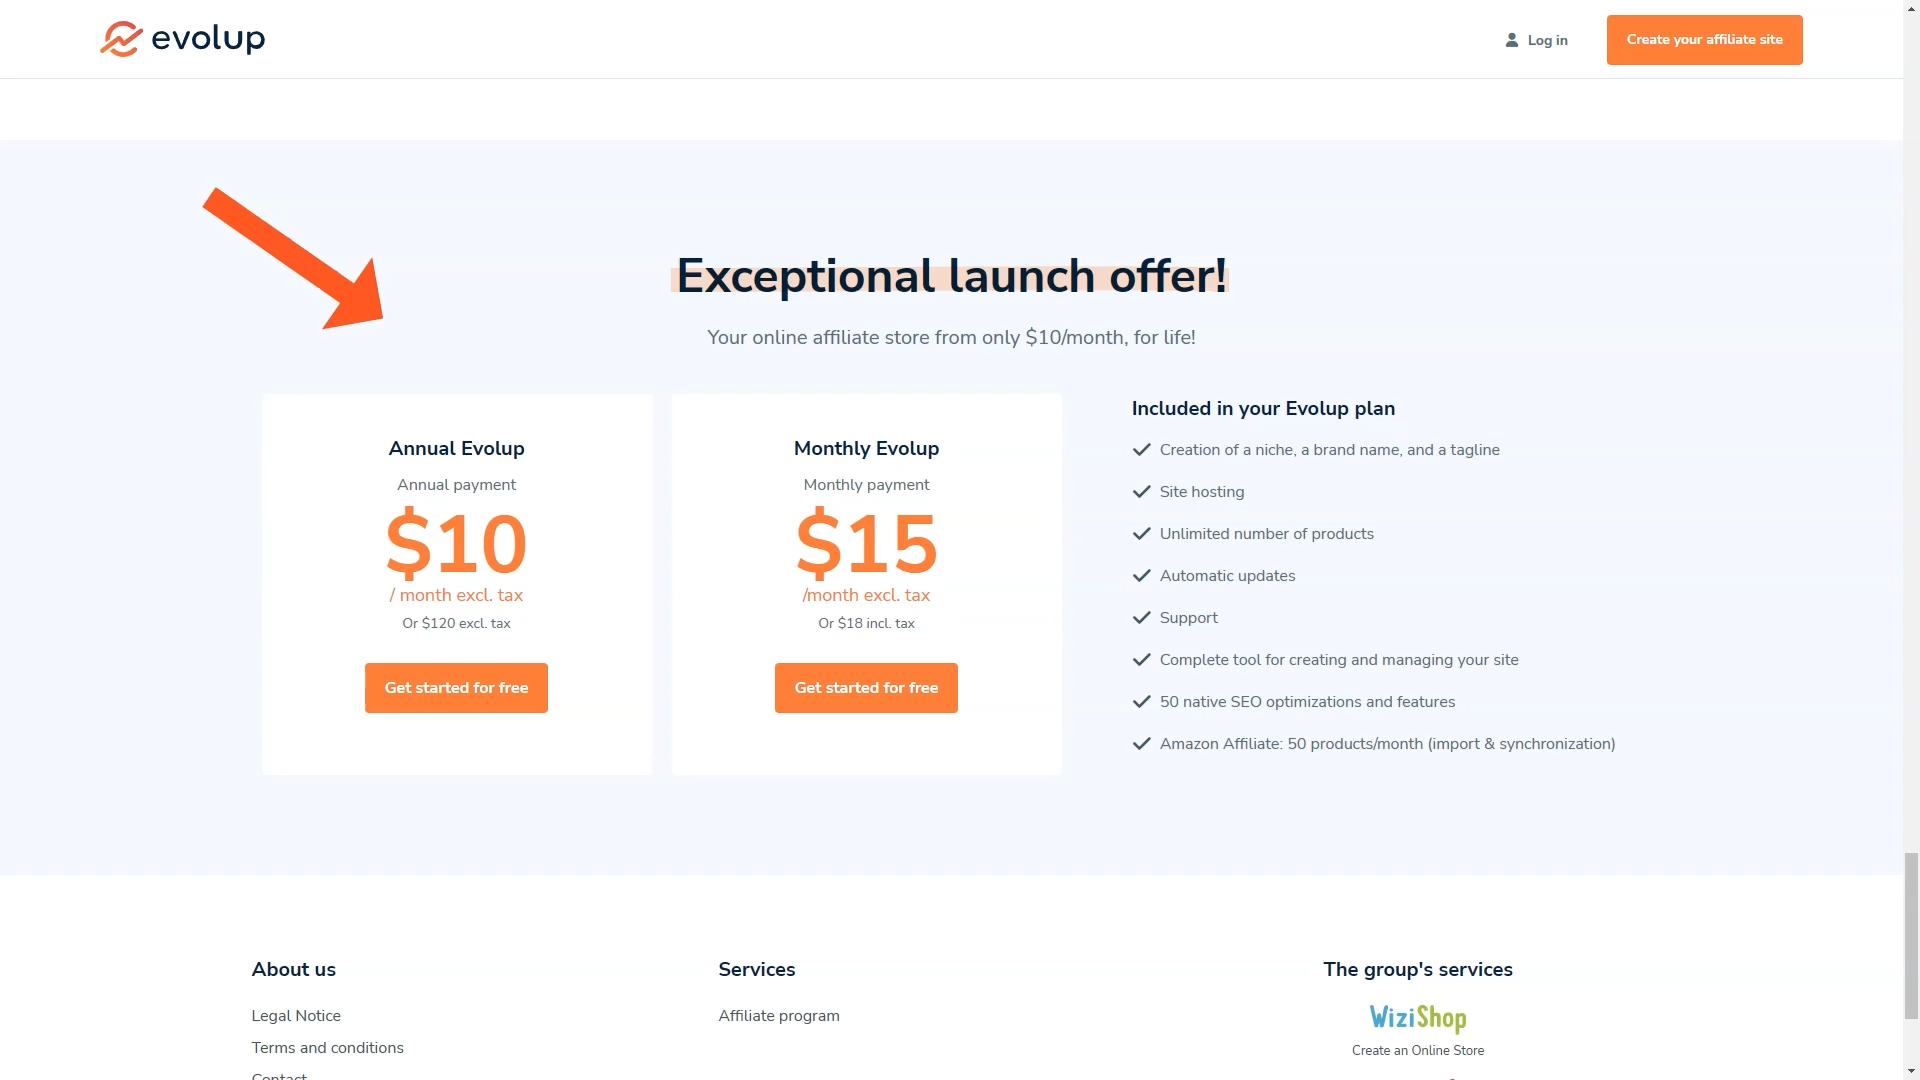 evolup
Log in
Create your affiliate site
Exceptional launch offer!
Your online affiliate store from only $10/month, for life!
Annual Evolup
Annual payment
$10
/ month excl. tax
Or $120 excl. tax
Get started for free
Monthly Evolup
Monthly payment
$15
/month excl. tax
Or $18 incl. tax
Get started for free
Included in your Evolup plan
Creation of a niche, a brand name, and a tagline
Site hosting
Unlimited number of products
Automatic updates
Support
Complete tool for creating and managing your site
50 native SEO optimizations and features
Amazon Affiliate: 50 products/month (import & synchronization)
About us
Legal Notice
Terms and conditions
Contact
Services
Affiliate program
The group's services
WiziShop
Create an Online Store